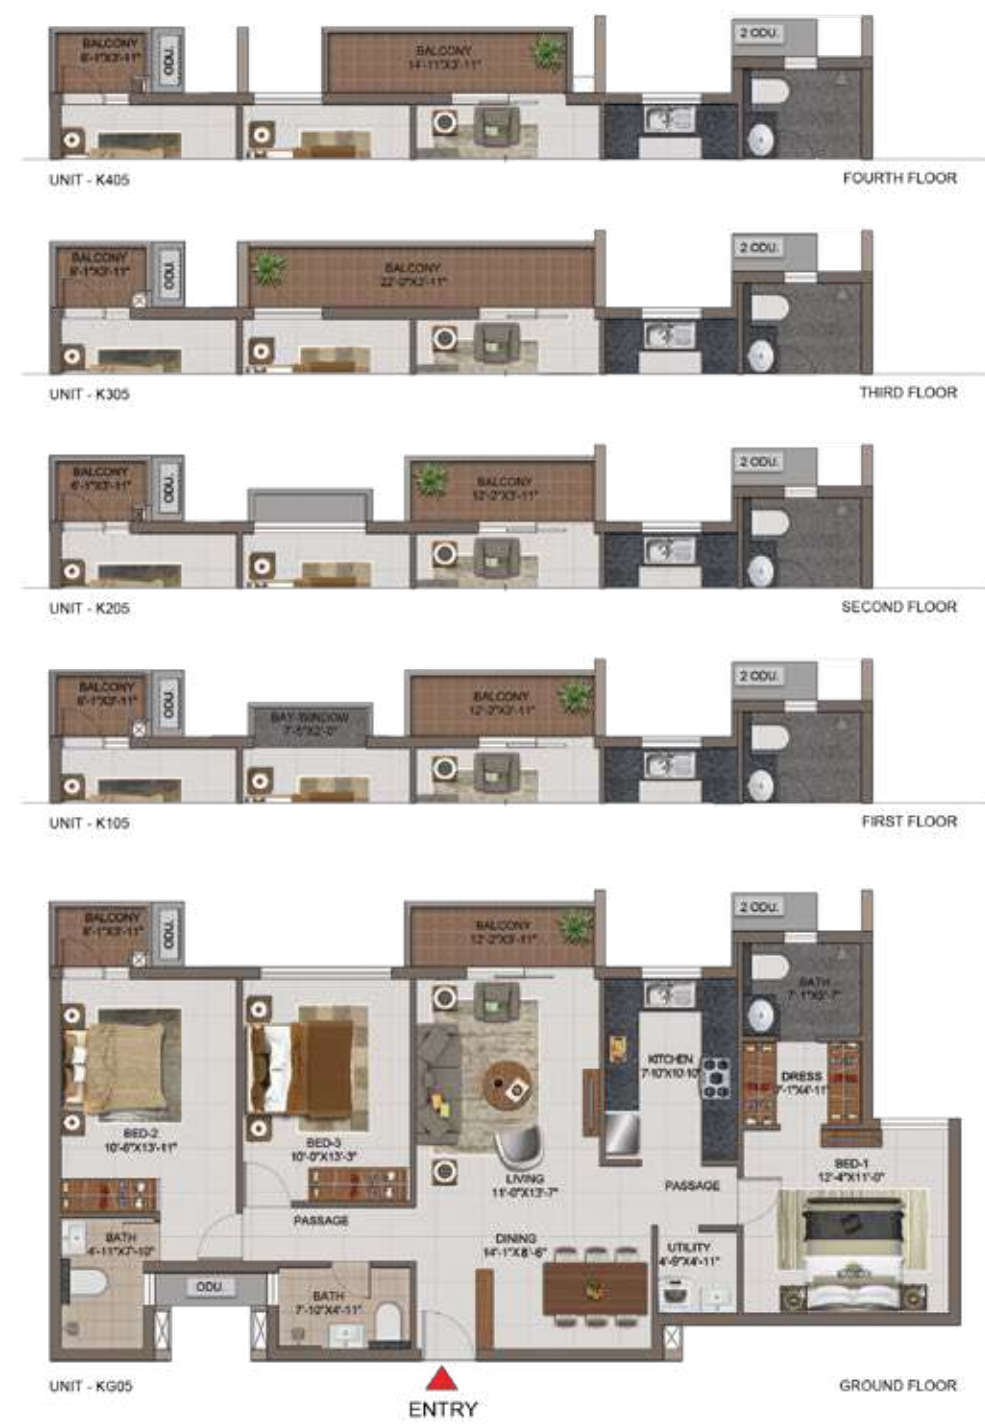 BALCONY
6'-1"X3'-11"
ODU.
BALCONY
14'-11"X3'-11"
2 ODU.
UNIT - K405
FOURTH FLOOR
BALCONY
6'-1"X3'-11"
ODU.
BALCONY
22'-0"X3'-11"
2 ODU.
UNIT - K305
THIRD FLOOR
BALCONY
6'-1"X3'-11"
ODU.
BALCONY
12'-2"X3'-11"
2 ODU.
UNIT - K205
SECOND FLOOR
BALCONY
6'-1"X3'-11"
ODU.
BAY-WINDOW
7'-5"X2'-0"
BALCONY
12'-2"X3'-11"
2 ODU.
UNIT - K105
FIRST FLOOR
BALCONY
6'-1"X3'-11"
ODU.
BALCONY
12'-2"X3'-11"
2 ODU.
BATH
7'-1"X5'-7"
KITCHEN
7'-10"X10'-10"
DRESS
7'-1"X4'-11"
BED-2
10'-6"X13'-11"
BED-3
10'-0"X13'-3"
LIVING
11'-0"X13'-7"
BED-1
12'-4"X11'-0"
PASSAGE
PASSAGE
BATH
4'-11"X7'-10"
DINING
14'-1"X8'-6"
UTILITY
4'-9"X4'-11"
ODU.
BATH
7'-10"X4'-11"
UNIT - KG05
GROUND FLOOR
ENTRY